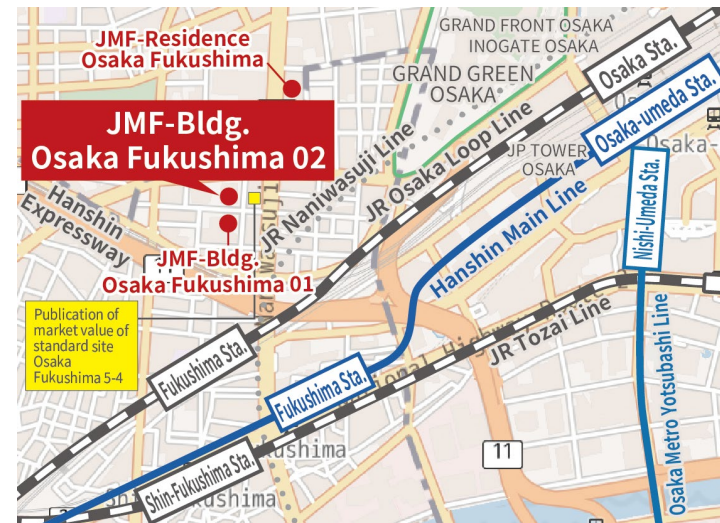 JMF-Residence
Osaka Fukushima
GRAND FRONT OSAKA
INOGATE OSAKA
GRAND GREEN
OSAKA
Osaka Sta.
JMF-Bldg.
Osaka Fukushima 02
Osaka-umeda Sta.
JP TOWER
OSAKA
Osaka-
Nishi-Umeda Sta.
JR Naniwasuji Line
JR Osaka Loop Line
Hanshin Main Line
Hanshin
Expressway
JMF-Bldg.
Osaka Fukushima 01
Publication of
market value of
standard site
Osaka
Fukushima 5-4
JR Tozai Line
Osaka Metro Yotsubashi Line
Fukushima Sta.
Fukushima Sta.
11
Shin-Fukushima Sta.